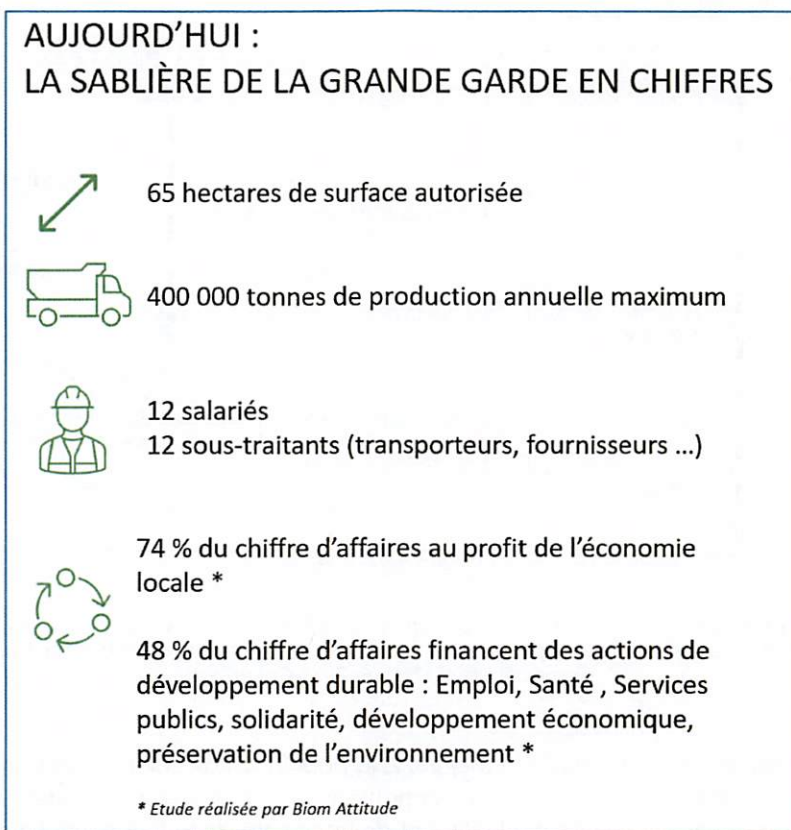 AUJOURD'HUI :
LA SABLIÈRE DE LA GRANDE GARDE EN CHIFFRES
65 hectares de surface autorisée
400 000 tonnes de production annuelle maximum
12 salariés
12 sous-traitants (transporteurs, fournisseurs ...)
74 % du chiffre d'affaires au profit de l'économie
locale *
48 % du chiffre d'affaires financent des actions de
développement durable : Emploi, Santé , Services
publics, solidarité, développement économique,
préservation de l'environnement *
* Etude réalisée par Biom Attitude